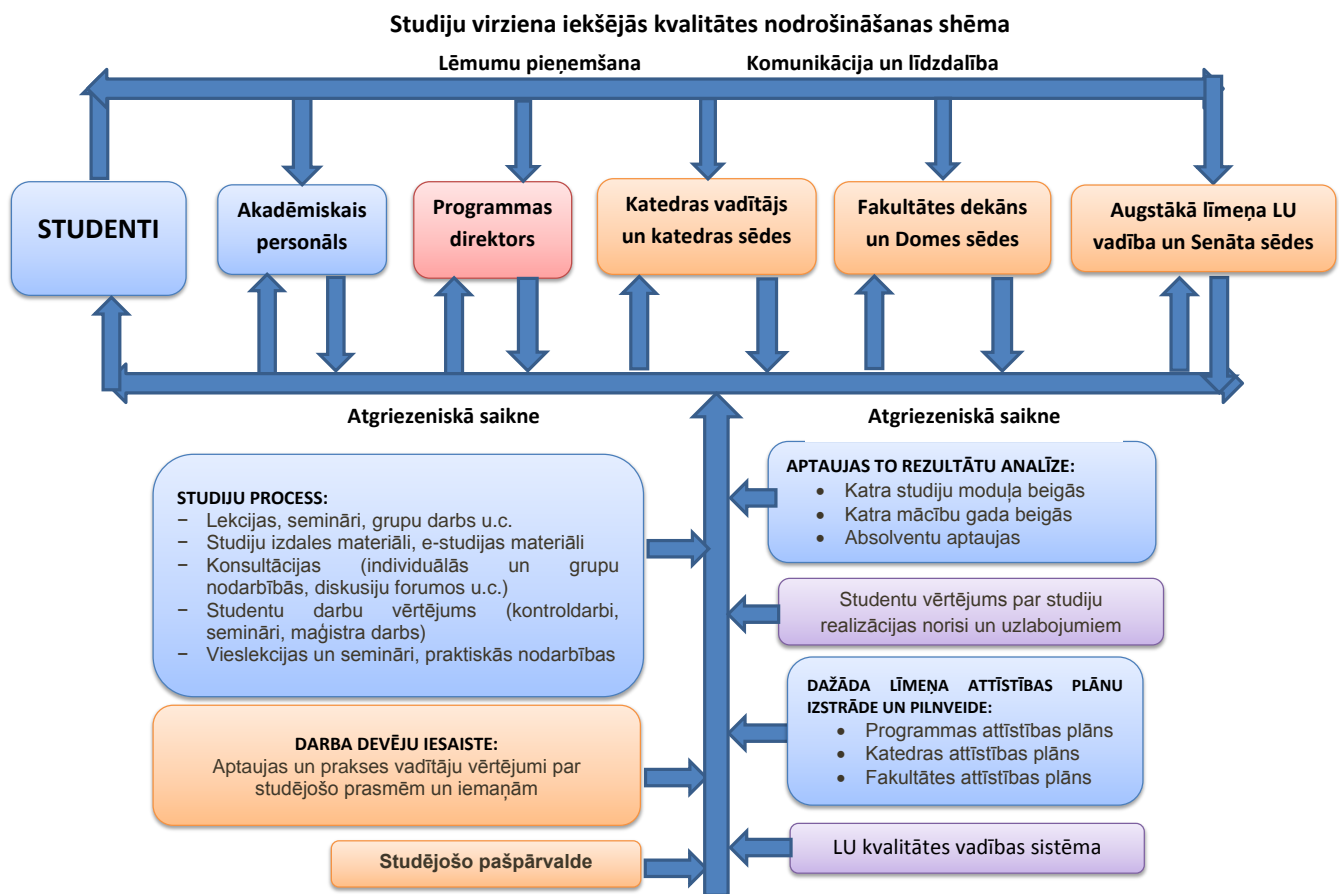 Studiju virziena iekšējās kvalitātes nodrošināšanas shēma
Lēmumu pieņemšana
Komunikācija un līdzdalība
STUDENTI
Akadēmiskais
personāls
Programmas
direktors
Katedras vadītājs
un katedras sēdes
Fakultātes dekāns
un Domes sēdes
Augstākā līmeņa LU
vadība un Senāta sēdes
Atgriezeniskā saikne
Atgriezeniskā saikne
STUDIJU PROCESS:
− Lekcijas, semināri, grupu darbs u.c.
− Studiju izdales materiāli, e-studijas materiāli
− Konsultācijas (individuālās un grupu
nodarbībās, diskusiju forumos u.c.)
− Studentu darbu vērtējums (kontroldarbi,
semināri, maģistra darbs)
− Vieslekcijas un semināri, praktiskās nodarbības
DARBA DEVĒJU IESAISTE:
Aptaujas un prakses vadītāju vērtējumi par
studējošo prasmēm un iemaņām
Studējošo pašpārvalde
APTAUJAS TO REZULTĀTU ANALĪZE:
• Katra studiju moduļa beigās
• Katra mācību gada beigās
• Absolventu aptaujas
Studentu vērtējums par studiju
realizācijas norisi un uzlabojumiem
DAŽĀDA LĪMEŅA ATTĪSTĪBAS PLĀNU
IZSTRĀDE UN PILNVEIDE:
• Programmas attīstības plāns
• Katedras attīstības plāns
• Fakultātes attīstības plāns
LU kvalitātes vadības sistēma